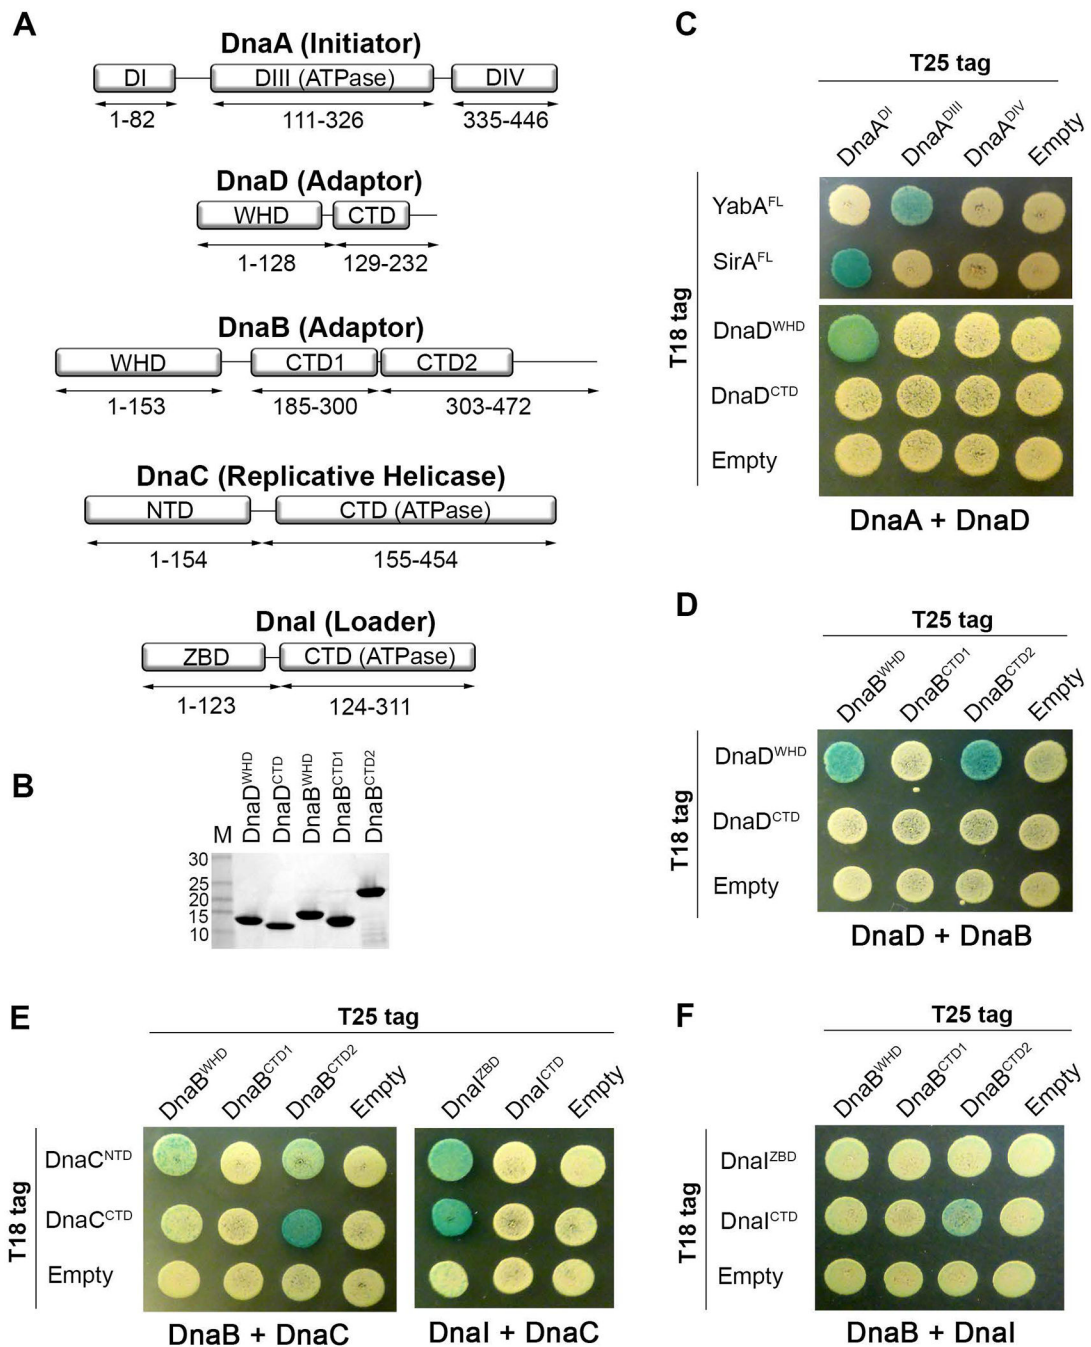 A
DnaA (Initiator)
DI DIII (ATPase) DIV
1-82 111-326 335-446
DnaD (Adaptor)
WHD CTD
1-128 129-232
DnaB (Adaptor)
WHD CTD1 CTD2
1-153 185-300 303-472
DnaC (Replicative Helicase)
NTD CTD (ATPase)
1-154 155-454
DnaI (Loader)
ZBD CTD (ATPase)
1-123 124-311
B
M DnaD^WHD DnaD^CTD DnaB^WHD DnaB^CTD1 DnaB^CTD2
30
25
20
15
10
C
T25 tag
DnaA^DI DnaA^DIII DnaA^DIV Empty
T18 tag
YabA^FL
SirA^FL
DnaD^WHD
DnaD^CTD
Empty
DnaA + DnaD
D
T25 tag
DnaB^WHD DnaB^CTD1 DnaB^CTD2 Empty
T18 tag
DnaD^WHD
DnaD^CTD
Empty
DnaD + DnaB
E
T25 tag
DnaB^WHD DnaB^CTD1 DnaB^CTD2 Empty DnaI^ZBD DnaI^CTD Empty
T18 tag
DnaC^NTD
DnaC^CTD
Empty
DnaB + DnaC DnaI + DnaC
F
T25 tag
DnaB^WHD DnaB^CTD1 DnaB^CTD2 Empty
T18 tag
DnaI^ZBD
DnaI^CTD
Empty
DnaB + DnaI